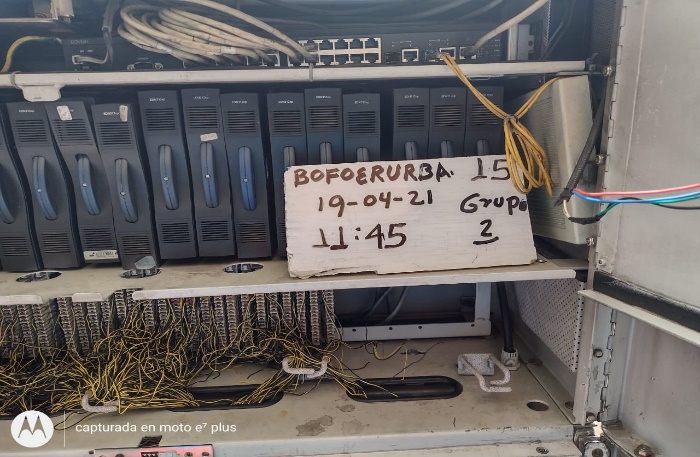 BOFOERURBA. 15
19-04-21 Grupo
11:45 2
capturada en moto e⁷ plus